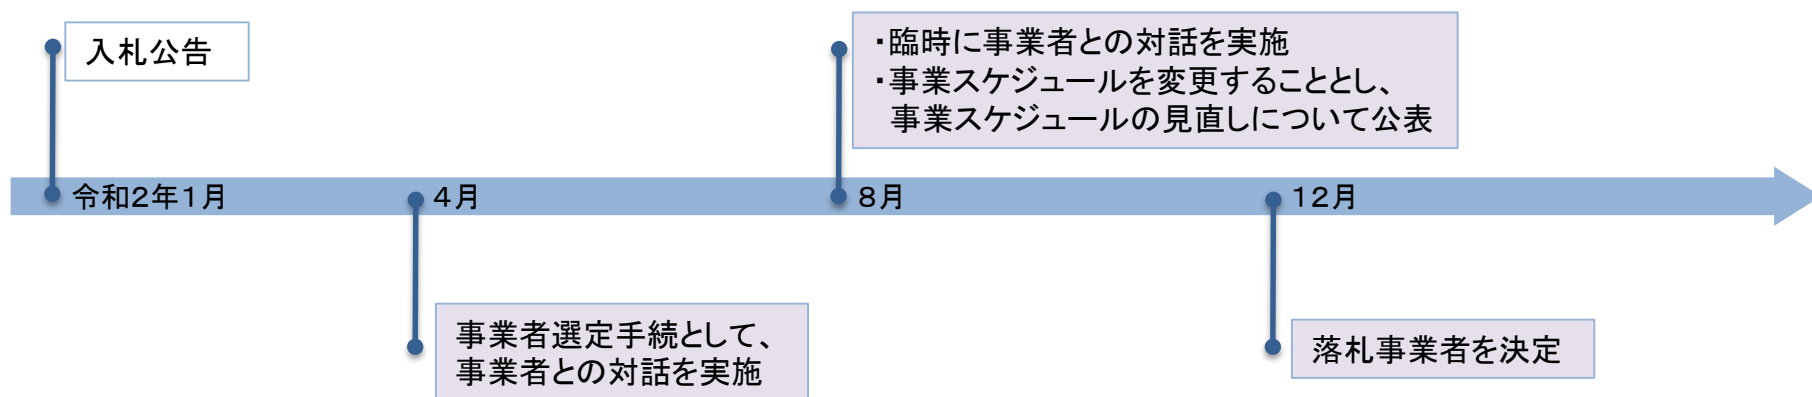 入札公告
・臨時に事業者との対話を実施
・事業スケジュールを変更することとし、
事業スケジュールの見直しについて公表
令和2年1月
4月
8月
12月
事業者選定手続として、
事業者との対話を実施
落札事業者を決定